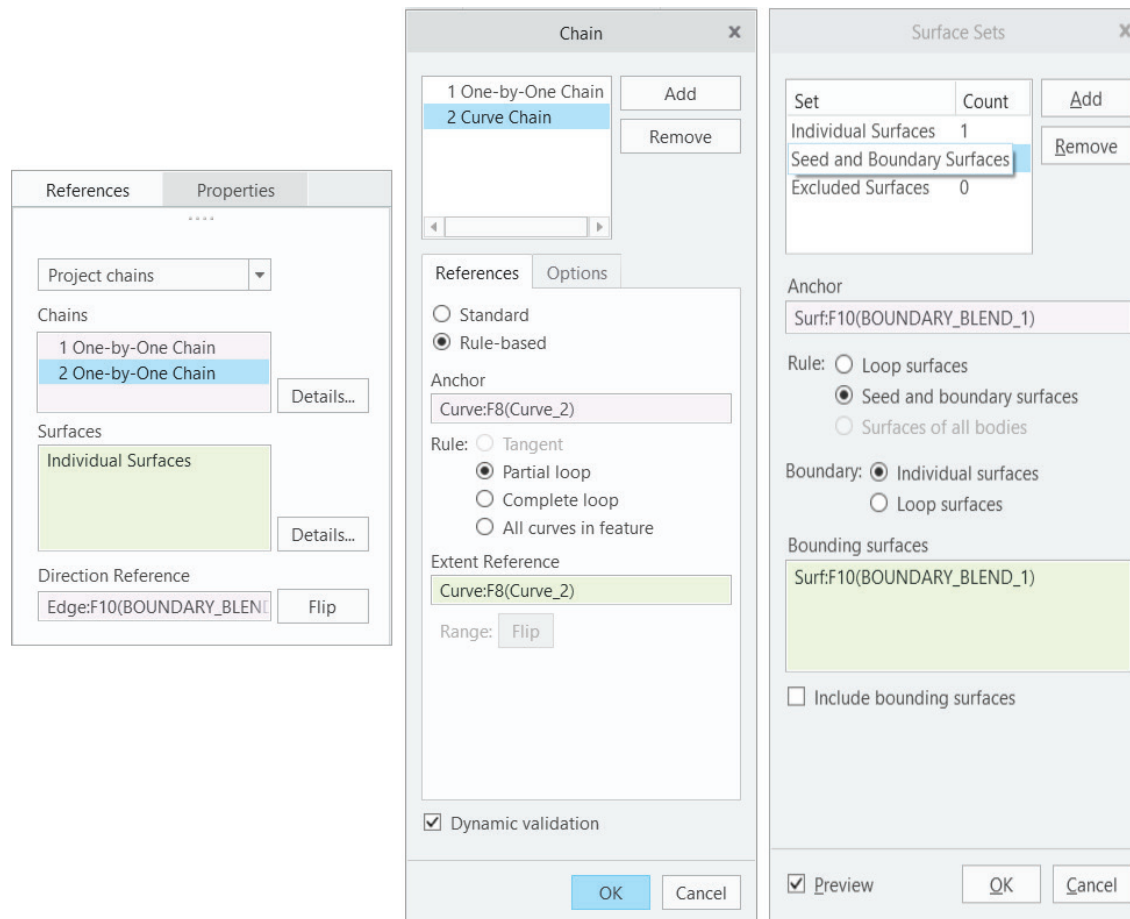 References Properties
Project chains
Chains
1 One-by-One Chain
2 One-by-One Chain
Details...
Surfaces
Individual Surfaces
Details...
Direction Reference
Edge:F10(BOUNDARY_BLEND Flip
Chain
1 One-by-One Chain
2 Curve Chain
Add
Remove
References Options
Standard
Rule-based
Anchor
Curve:F8(Curve_2)
Rule: Tangent
Partial loop
Complete loop
All curves in feature
Extent Reference
Curve:F8(Curve_2)
Range: Flip
Dynamic validation
OK Cancel
Surface Sets
Set Count
Individual Surfaces 1
Seed and Boundary Surfaces
Excluded Surfaces 0
Add
Remove
Anchor
Surf:F10(BOUNDARY_BLEND_1)
Rule: Loop surfaces
Seed and boundary surfaces
Surfaces of all bodies
Boundary: Individual surfaces
Loop surfaces
Bounding surfaces
Surf:F10(BOUNDARY_BLEND_1)
Include bounding surfaces
Preview OK Cancel